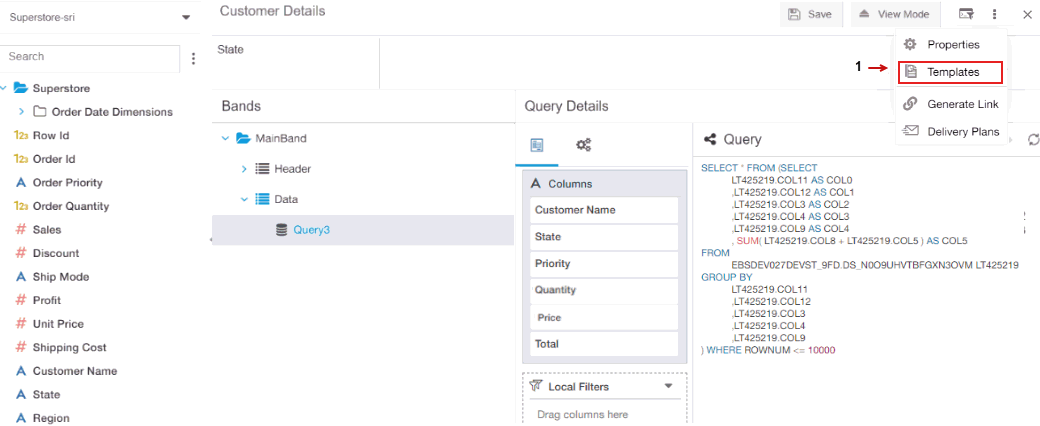 Superstore-sri
Search
Superstore
Order Date Dimensions
123 Row Id
123 Order Id
A Order Priority
123 Order Quantity
# Sales
# Discount
A Ship Mode
# Profit
# Unit Price
# Shipping Cost
A Customer Name
A State
A Region
Customer Details
Save
View Mode
State
1
Properties
Templates
Generate Link
Delivery Plans
Bands
MainBand
Header
Data
Query3
Query Details
A Columns
Customer Name
State
Priority
Quantity
Price
Total
Local Filters
Drag columns here
Query
SELECT * FROM (SELECT
LT425219.COL11 AS COL0
,LT425219.COL12 AS COL1
,LT425219.COL3 AS COL2
,LT425219.COL4 AS COL3
,LT425219.COL9 AS COL4
, SUM( LT425219.COL8 + LT425219.COL5 ) AS COL5
FROM
EBSDEV027DEVST_9FD.DS_N0O9UHVTBFGXN3OVM LT425219
GROUP BY
LT425219.COL11
,LT425219.COL12
,LT425219.COL3
,LT425219.COL4
,LT425219.COL9
) WHERE ROWNUM <= 10000